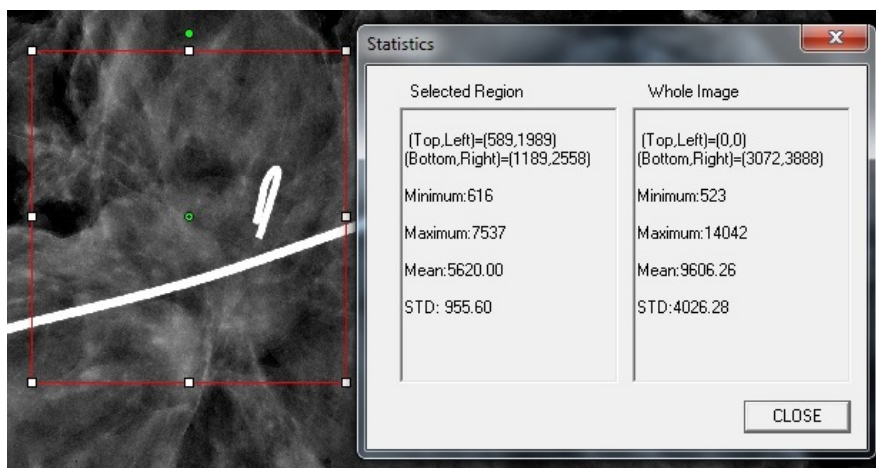 Statistics
Selected Region
(Top,Left)=(589,1989)
(Bottom,Right)=(1189,2558)
Minimum:616
Maximum:7537
Mean:5620.00
STD: 955.60
Whole Image
(Top,Left)=(0,0)
(Bottom,Right)=(3072,3888)
Minimum:523
Maximum:14042
Mean:9606.26
STD:4026.28
CLOSE